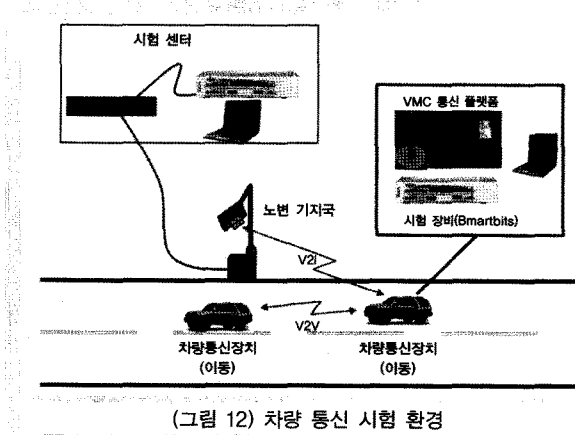 시험 센터
VMC 통신 플랫폼
시험 장비(Bmartbits)
노변 기지국
V2I
V2V
차량통신장치
(이동)
차량통신장치
(이동)
(그림 12) 차량 통신 시험 환경